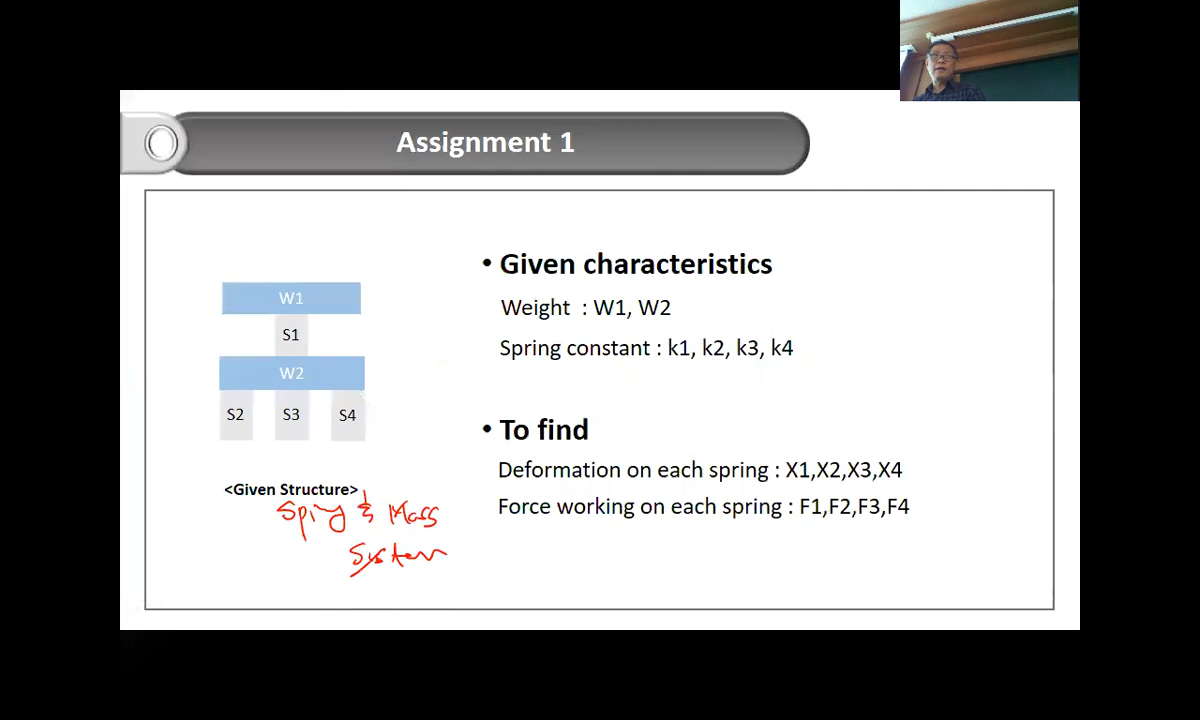 Assignment 1
W1
S1
W2
S2 S3 S4
<Given Structure>
Spring & Mass
System
• Given characteristics
Weight : W1, W2
Spring constant : k1, k2, k3, k4
• To find
Deformation on each spring : X1,X2,X3,X4
Force working on each spring : F1,F2,F3,F4